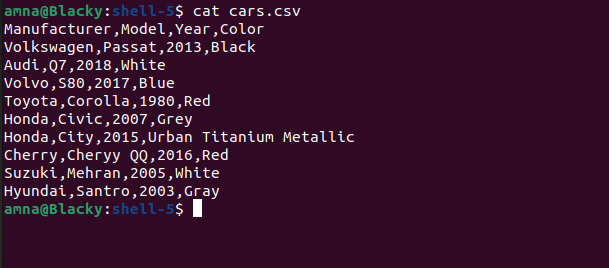 amna@Blacky:shell-5$ cat cars.csv
Manufacturer,Model,Year,Color
Volkswagen,Passat,2013,Black
Audi,Q7,2018,White
Volvo,S80,2017,Blue
Toyota,Corolla,1980,Red
Honda,Civic,2007,Grey
Honda,City,2015,Urban Titanium Metallic
Cherry,Cheryy QQ,2016,Red
Suzuki,Mehran,2005,White
Hyundai,Santro,2003,Gray
amna@Blacky:shell-5$